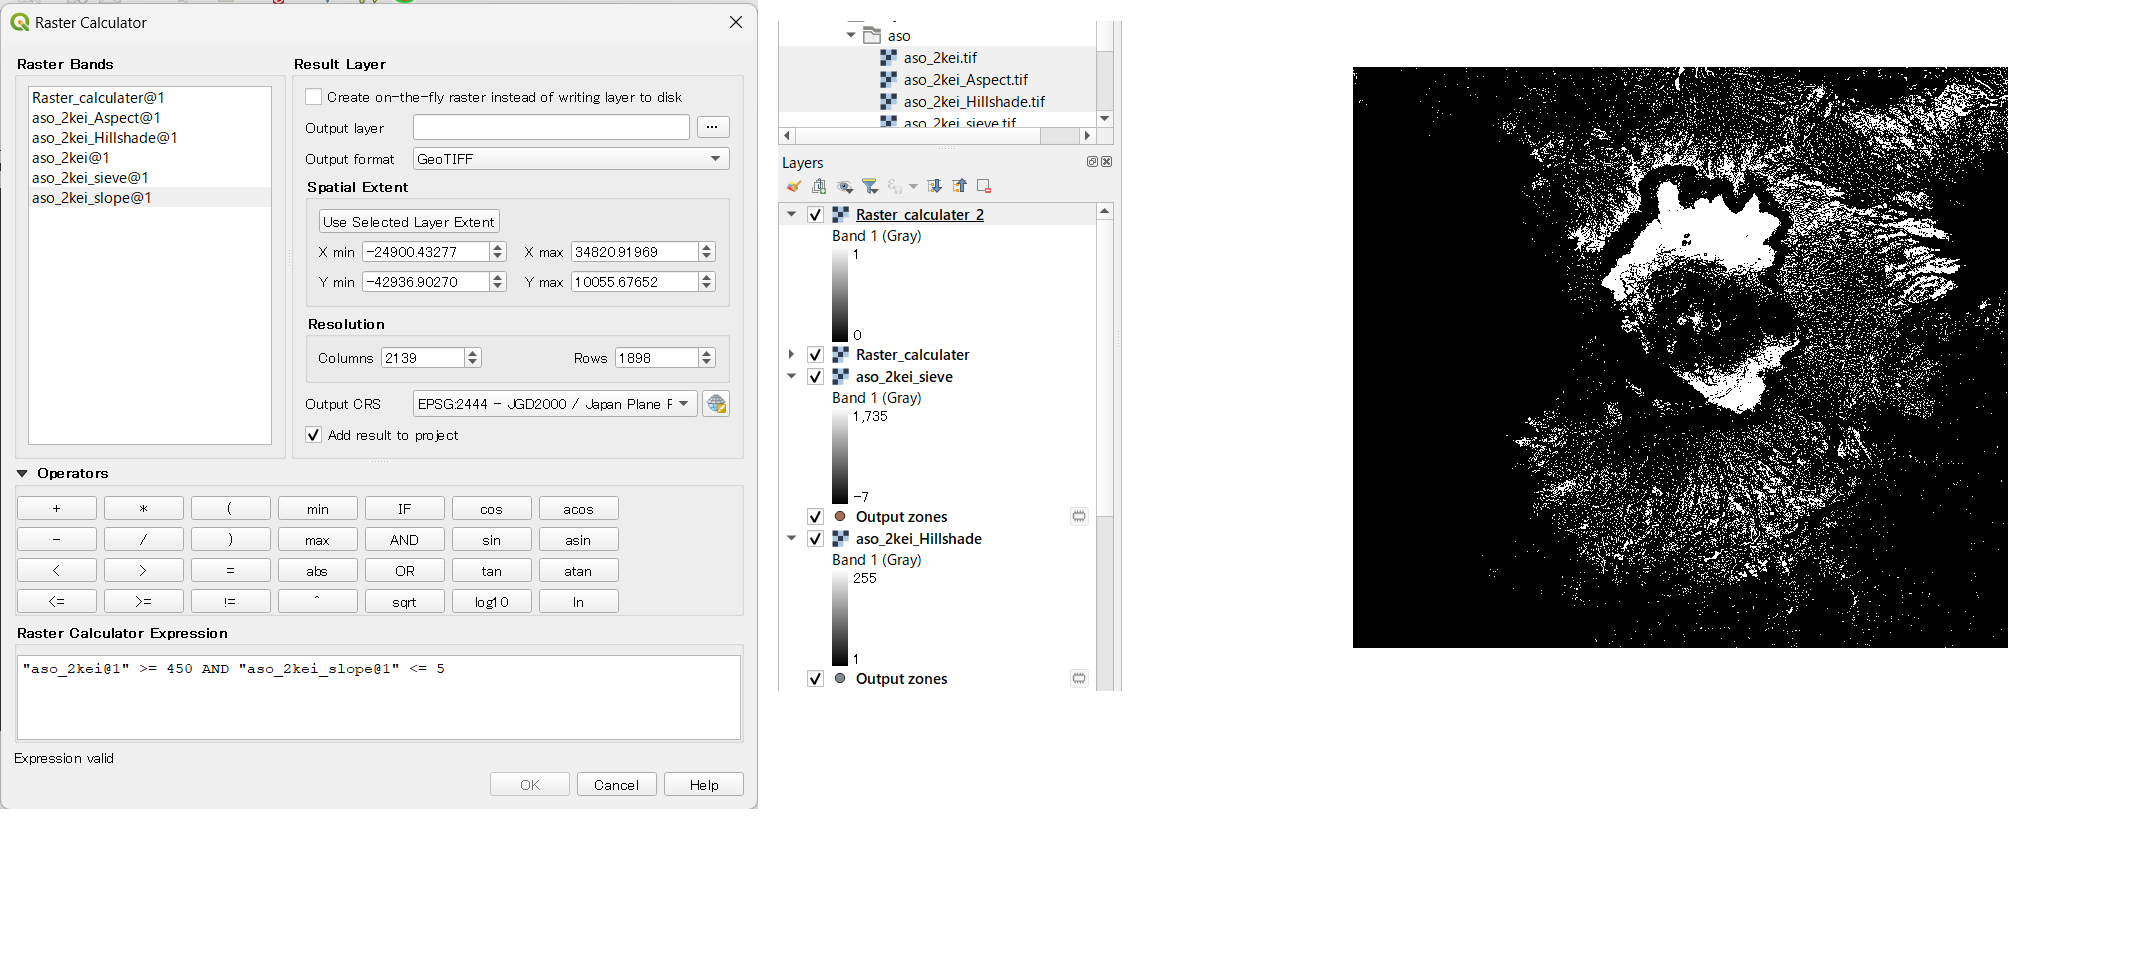 Raster Calculator
Raster Bands
Raster_calculater@1
aso_2kei_Aspect@1
aso_2kei_Hillshade@1
aso_2kei@1
aso_2kei_sieve@1
aso_2kei_slope@1
Result Layer
Create on-the-fly raster instead of writing layer to disk
Output layer
...
Output format GeoTIFF
Spatial Extent
Use Selected Layer Extent
X min -24900.43277 X max 34820.91969
Y min -42936.90270 Y max 10055.67652
Resolution
Columns 2139 Rows 1898
Output CRS EPSG:2444 - JGD2000 / Japan Plane F
Add result to project
Operators
+ * ( min IF cos acos
- / ) max AND sin asin
< > = abs OR tan atan
<= >= != ^ sqrt log10 ln
Raster Calculator Expression
"aso_2kei@1" >= 450 AND "aso_2kei_slope@1" <= 5
Expression valid
OK Cancel Help
aso
aso_2kei.tif
aso_2kei_Aspect.tif
aso_2kei_Hillshade.tif
aso_2kei_sieve.tif
Layers
Raster_calculater_2
Band 1 (Gray)
1
0
Raster_calculater
aso_2kei_sieve
Band 1 (Gray)
1,735
-7
Output zones
aso_2kei_Hillshade
Band 1 (Gray)
255
1
Output zones